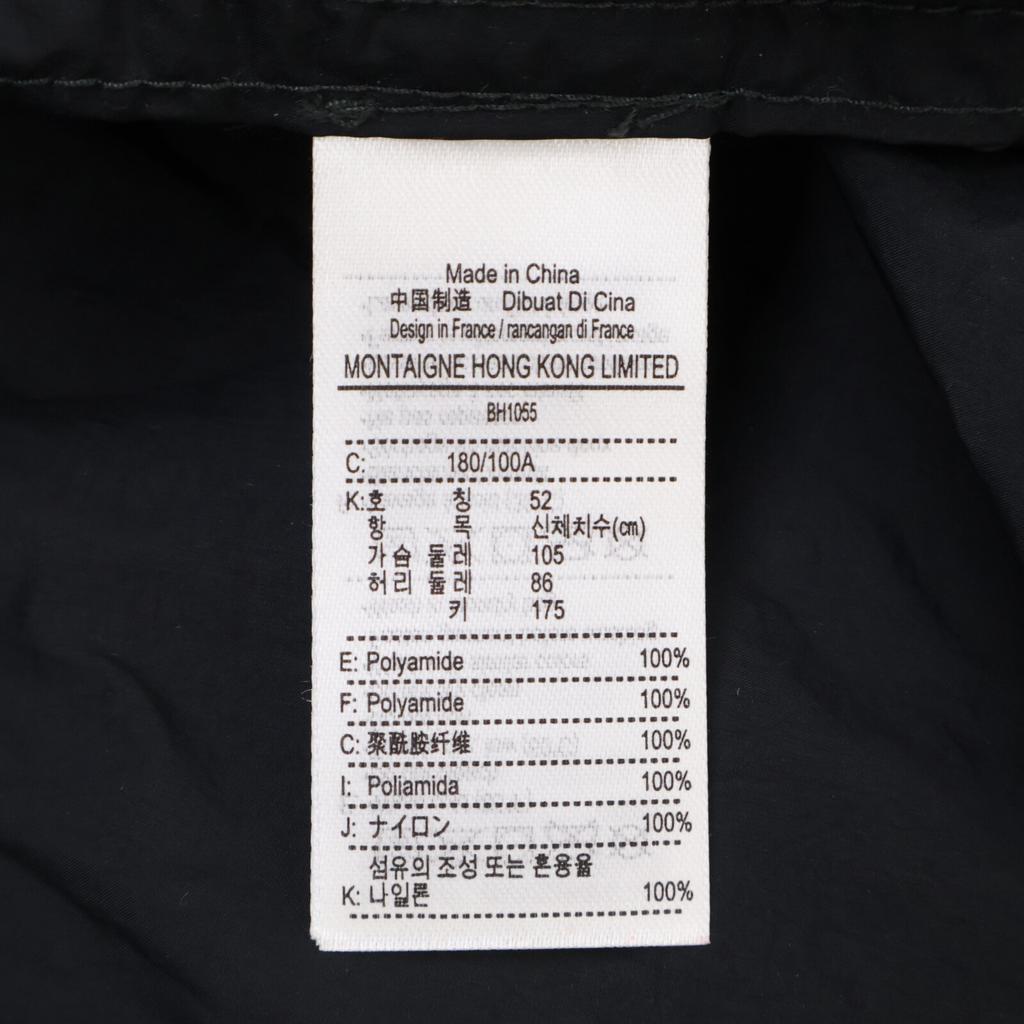 Made in China
中国制造 Dibuat Di Cina
Design in France / rancangan di France
MONTAIGNE HONG KONG LIMITED
BH1055
C: 180/100A
K:호 칭 52
항 목 신체치수(cm)
가슴 둘레 105
허리 둘레 86
키 175
E: Polyamide 100%
F: Polyamide 100%
C: 聚酰胺纤维 100%
I: Poliamida 100%
J: ナイロン 100%
섬유의 조성 또는 혼용율
K: 나일론 100%